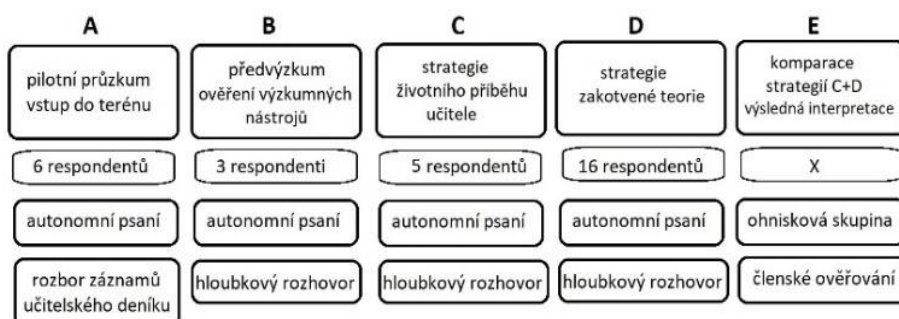 A
B
C
D
E
pilotní průzkum
vstup do terénu
předvýzkum
ověření výzkumných
nástrojů
strategie
životního příběhu
učitele
strategie
zakotvené teorie
komparace
strategií C+D
výsledná interpretace
6 respondentů
3 respondenti
5 respondentů
16 respondentů
X
autonomní psaní
autonomní psaní
autonomní psaní
autonomní psaní
ohnisková skupina
rozbor záznamů
učitelského deníku
hloubkový rozhovor
hloubkový rozhovor
hloubkový rozhovor
členské ověřování